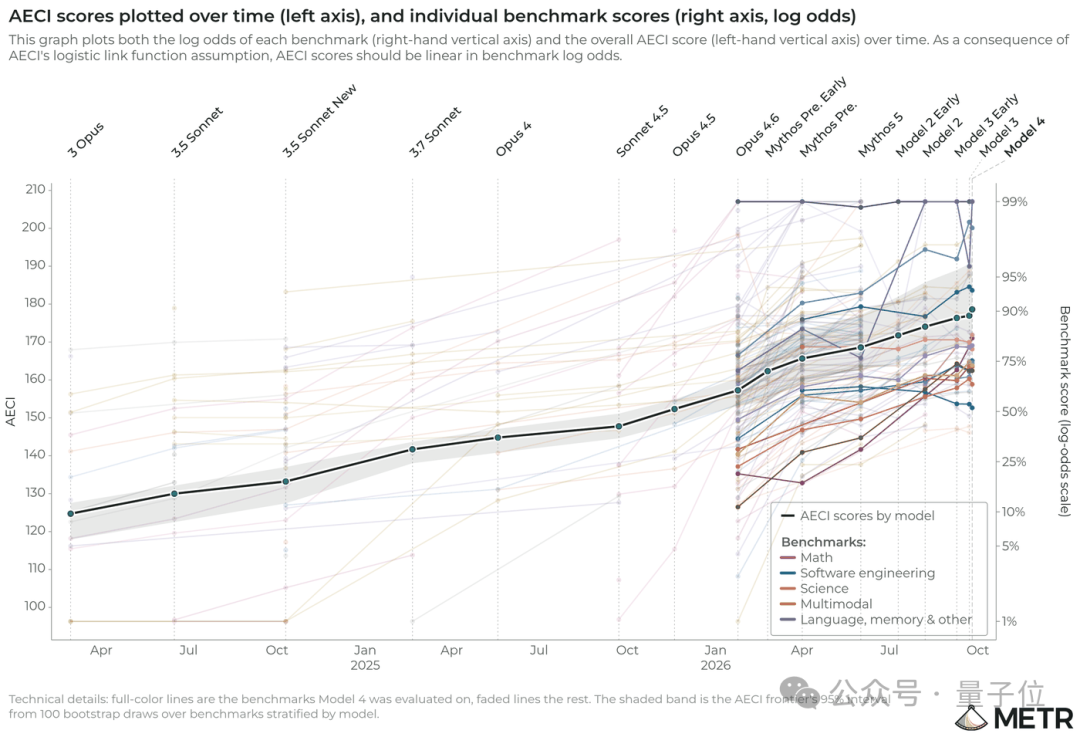 AECI scores plotted over time (left axis), and individual benchmark scores (right axis, log odds)
This graph plots both the log odds of each benchmark (right-hand vertical axis) and the overall AECI score (left-hand vertical axis) over time. As a consequence of
AECI's logistic link function assumption, AECI scores should be linear in benchmark log odds.
3 Opus
3.5 Sonnet
3.5 Sonnet New
3.7 Sonnet
Opus 4
Sonnet 4.5
Opus 4.5
Opus 4.6
Mythos Pre. Early
Mythos Pre.
Mythos 5
Model 2 Early
Model 2
Model 3 Early
Model 3
Model 4
210
200
190
180
170
160
150
140
130
120
110
100
AECI
99%
95%
90%
75%
50%
25%
10%
5%
1%
Benchmark score (log-odds scale)
AECI scores by model
Benchmarks:
Math
Software engineering
Science
Multimodal
Language, memory & other
Apr
Jul
Oct
Jan
2025
Apr
Jul
Oct
Jan
2026
Apr
Jul
Oct
Technical details: full-color lines are the benchmarks Model 4 was evaluated on, faded lines the rest. The shaded band is the AECI frontier's 95% interval
from 100 bootstrap draws over benchmarks stratified by model.
公众号 · 量子位
METR